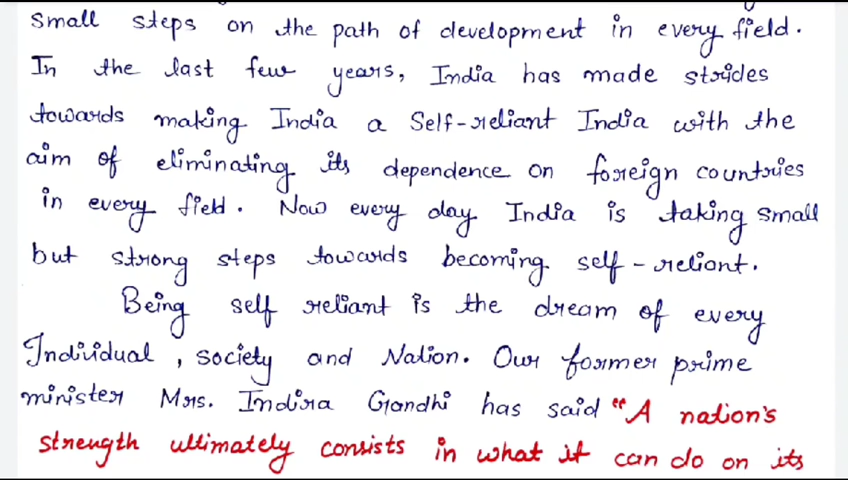 small steps on the path of development in every field.
In the last few years, India has made strides
towards making India a Self-reliant India with the
aim of eliminating its dependence on foreign countries
in every field. Now every day India is taking small
but strong steps towards becoming self-reliant.
Being self reliant is the dream of every
Individual, society and Nation. Our former prime
minister Mrs. Indira Gandhi has said "A nation's
strength ultimately consists in what it can do on its